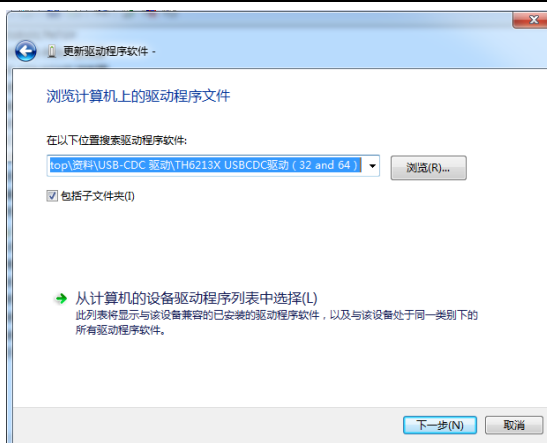 更新驱动程序软件 -
浏览计算机上的驱动程序文件
在以下位置搜索驱动程序软件:
top\资料\USB-CDC 驱动\TH6213X USBCDC驱动（32 and 64）
浏览(R)...
包括子文件夹(I)
从计算机的设备驱动程序列表中选择(L)
此列表将显示与该设备兼容的已安装的驱动程序软件，以及与该设备处于同一类别下的
所有驱动程序软件。
下一步(N)
取消